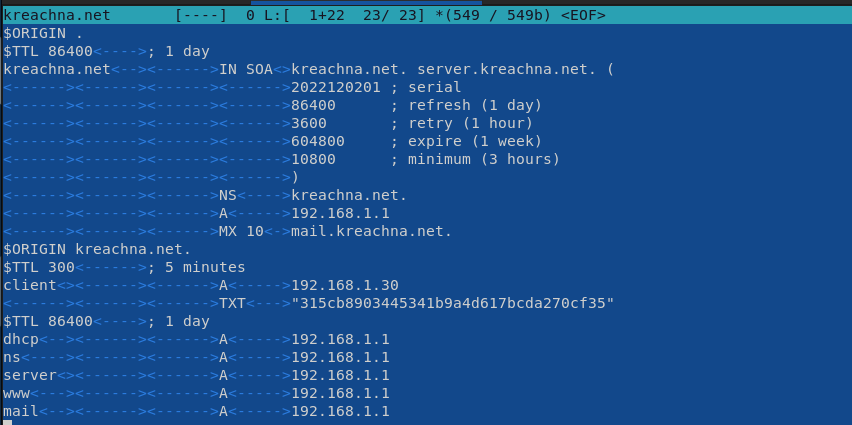 kreachna.net       [----]  0 L:[  1+22  23/ 23] *(549 / 549b) <EOF>
$ORIGIN .
$TTL 86400<---->; 1 day
kreachna.net<--><------>IN SOA<>kreachna.net. server.kreachna.net. (
<------><------><------><------>2022120201 ; serial
<------><------><------><------>86400      ; refresh (1 day)
<------><------><------><------>3600       ; retry (1 hour)
<------><------><------><------>604800     ; expire (1 week)
<------><------><------><------>10800      ; minimum (3 hours)
<------><------><------><------>)
<------><------><------>NS<---->kreachna.net.
<------><------><------>A<----->192.168.1.1
<------><------><------>MX 10<->mail.kreachna.net.
$ORIGIN kreachna.net.
$TTL 300<------>; 5 minutes
client<><------><------>A<----->192.168.1.30
<------><------><------>TXT<--->"315cb8903445341b9a4d617bcda270cf35"
$TTL 86400<---->; 1 day
dhcp<--><------><------>A<----->192.168.1.1
ns<----><------><------>A<----->192.168.1.1
server<><------><------>A<----->192.168.1.1
www<---><------><------>A<----->192.168.1.1
mail<--><------><------>A<----->192.168.1.1